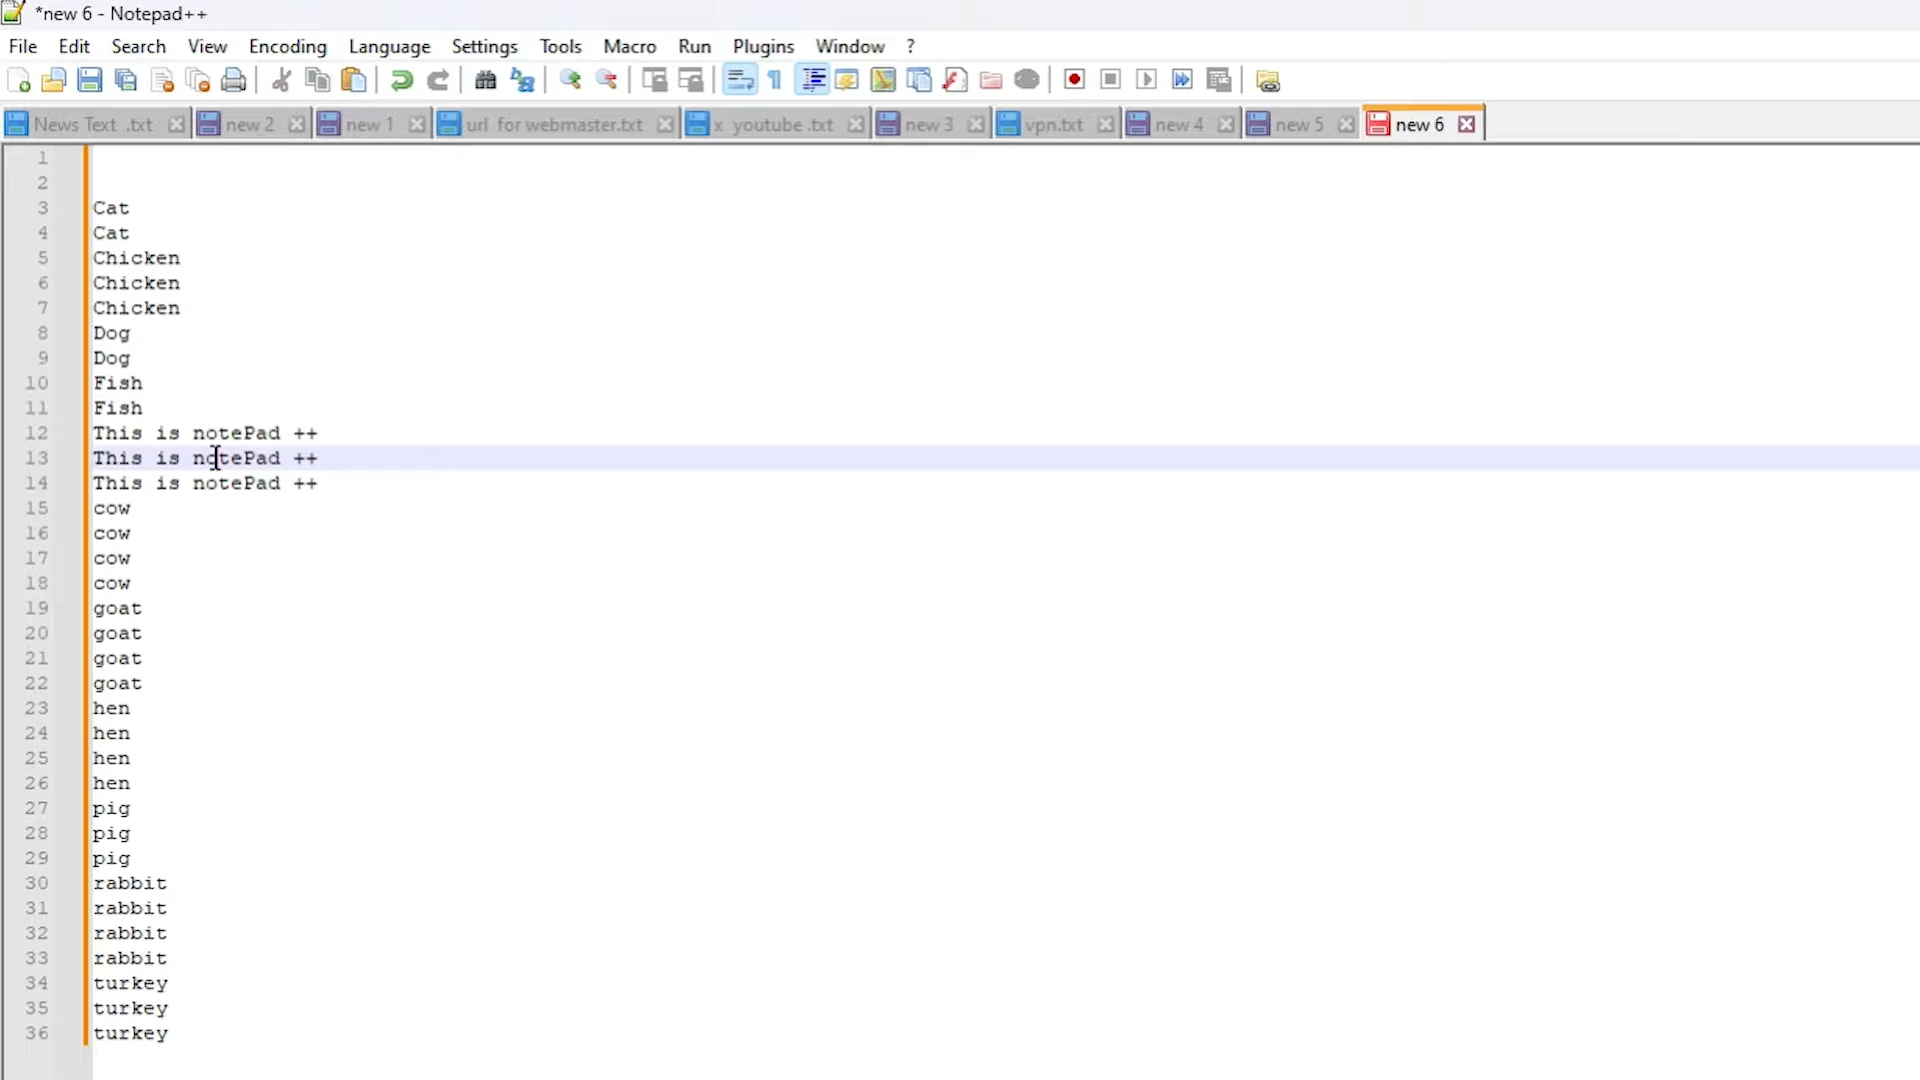 *new 6 - Notepad++
File Edit Search View Encoding Language Settings Tools Macro Run Plugins Window ?
News Text .txt new 2 new 1 url for webmaster.txt x youtube .txt new 3 vpn.txt new 4 new 5 new 6
1
2
3 Cat
4 Cat
5 Chicken
6 Chicken
7 Chicken
8 Dog
9 Dog
10 Fish
11 Fish
12 This is notePad ++
13 This is notePad ++
14 This is notePad ++
15 cow
16 cow
17 cow
18 cow
19 goat
20 goat
21 goat
22 goat
23 hen
24 hen
25 hen
26 hen
27 pig
28 pig
29 pig
30 rabbit
31 rabbit
32 rabbit
33 rabbit
34 turkey
35 turkey
36 turkey